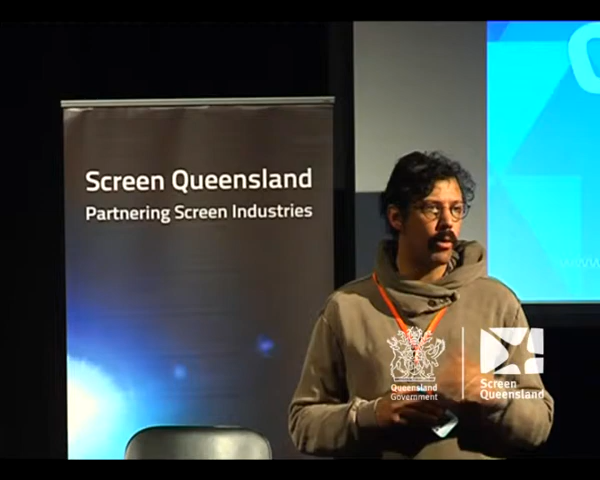 Screen Queensland
Partnering Screen Industries
Queensland
Government
Screen
Queensland